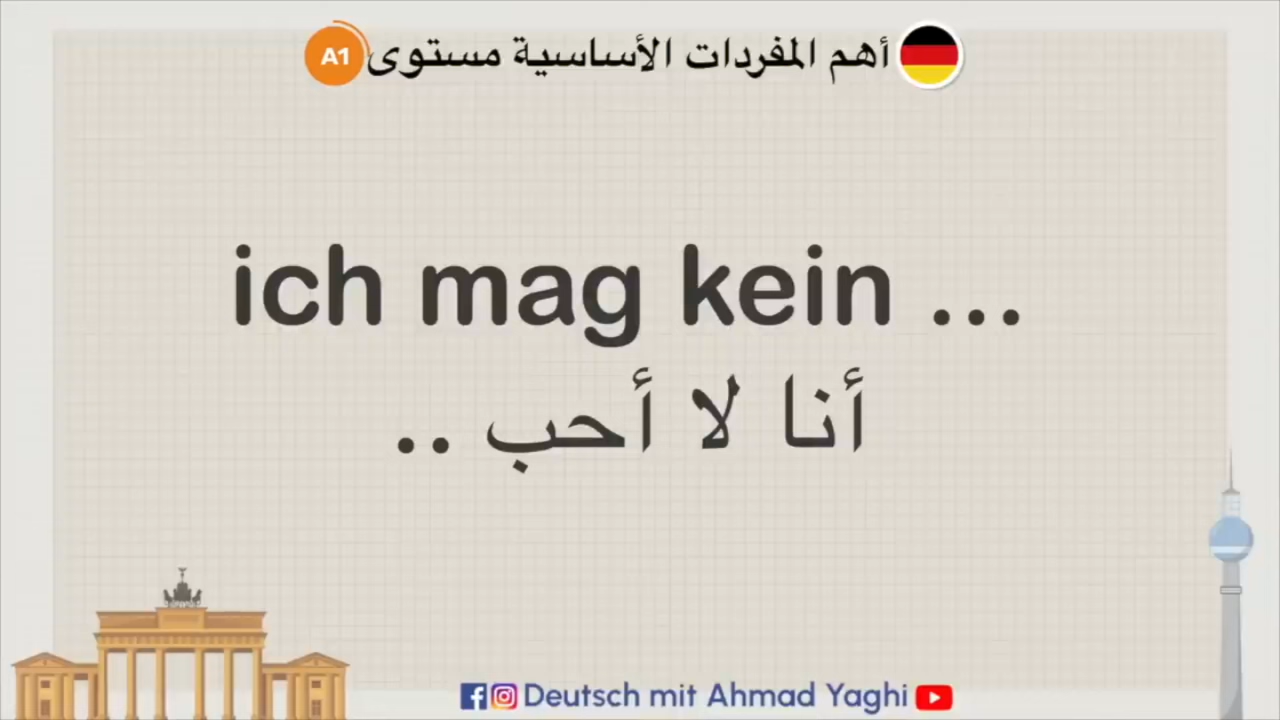 أهم المفردات الأساسية مستوى A1
ich mag kein ...
أنا لا أحب ..
Deutsch mit Ahmad Yaghi